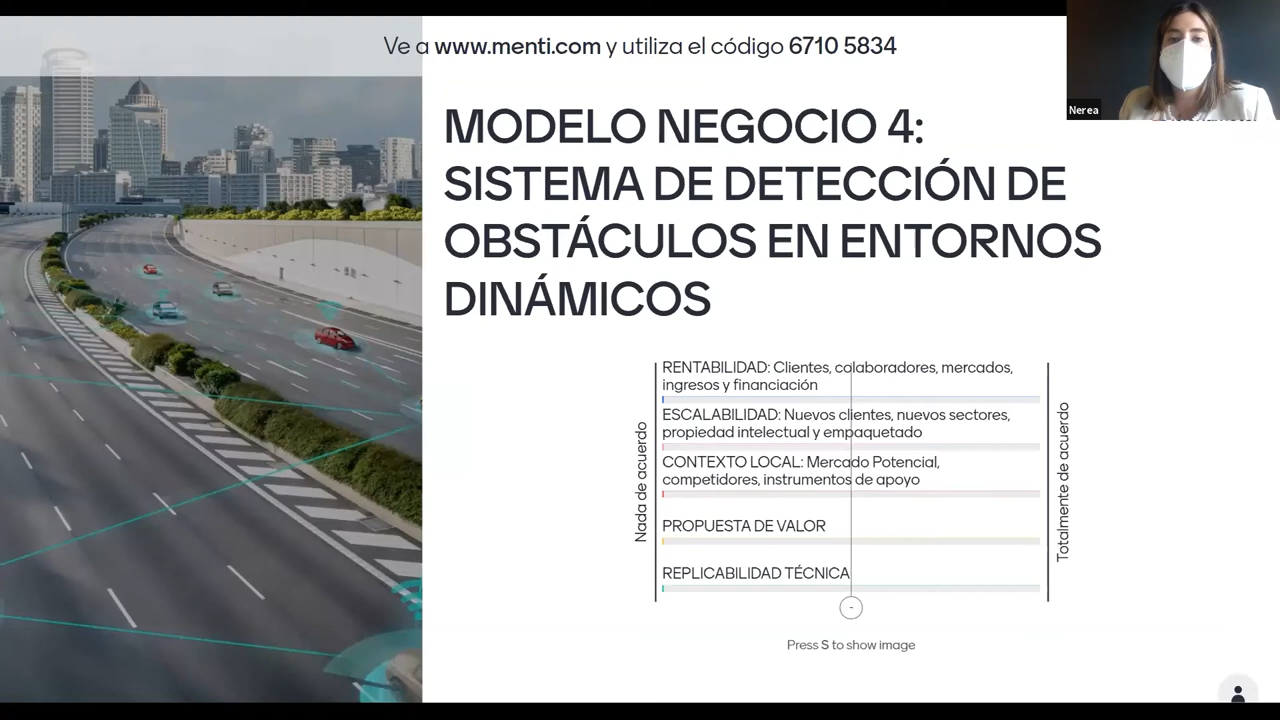 Ve a www.menti.com y utiliza el código 6710 5834
Nerea
MODELO NEGOCIO 4:
SISTEMA DE DETECCIÓN DE
OBSTÁCULOS EN ENTORNOS
DINÁMICOS
Nada de acuerdo
RENTABILIDAD: Clientes, colaboradores, mercados,
ingresos y financiación
ESCALABILIDAD: Nuevos clientes, nuevos sectores,
propiedad intelectual y empaquetado
CONTEXTO LOCAL: Mercado Potencial,
competidores, instrumentos de apoyo
PROPUESTA DE VALOR
REPLICABILIDAD TÉCNICA
Totalmente de acuerdo
-
Press S to show image